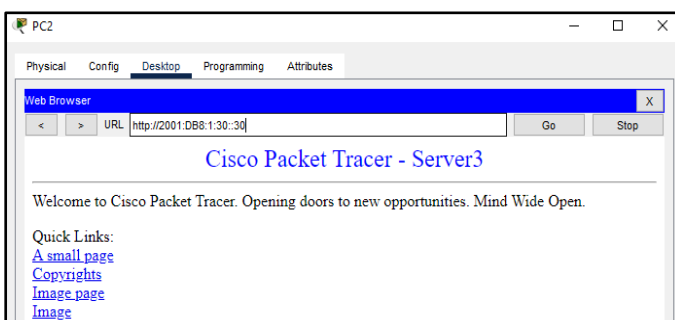 PC2
Physical Config Desktop Programming Attributes
Web Browser X
< > URL http://2001:DB8:1:30::30 Go Stop
Cisco Packet Tracer - Server3
Welcome to Cisco Packet Tracer. Opening doors to new opportunities. Mind Wide Open.
Quick Links:
A small page
Copyrights
Image page
Image